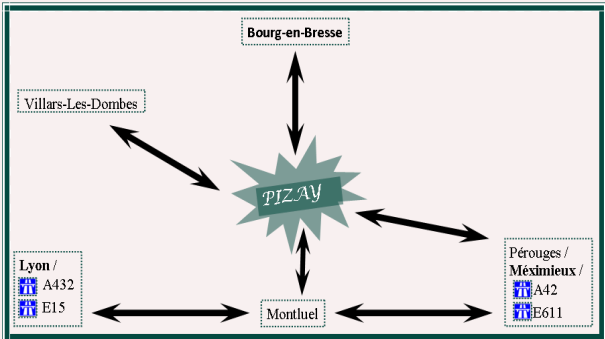 Bourg-en-Bresse
Villars-Les-Dombes
PIZAY
Lyon /
A432
E15
Montluel
Pérouges /
Méximieux /
A42
E611